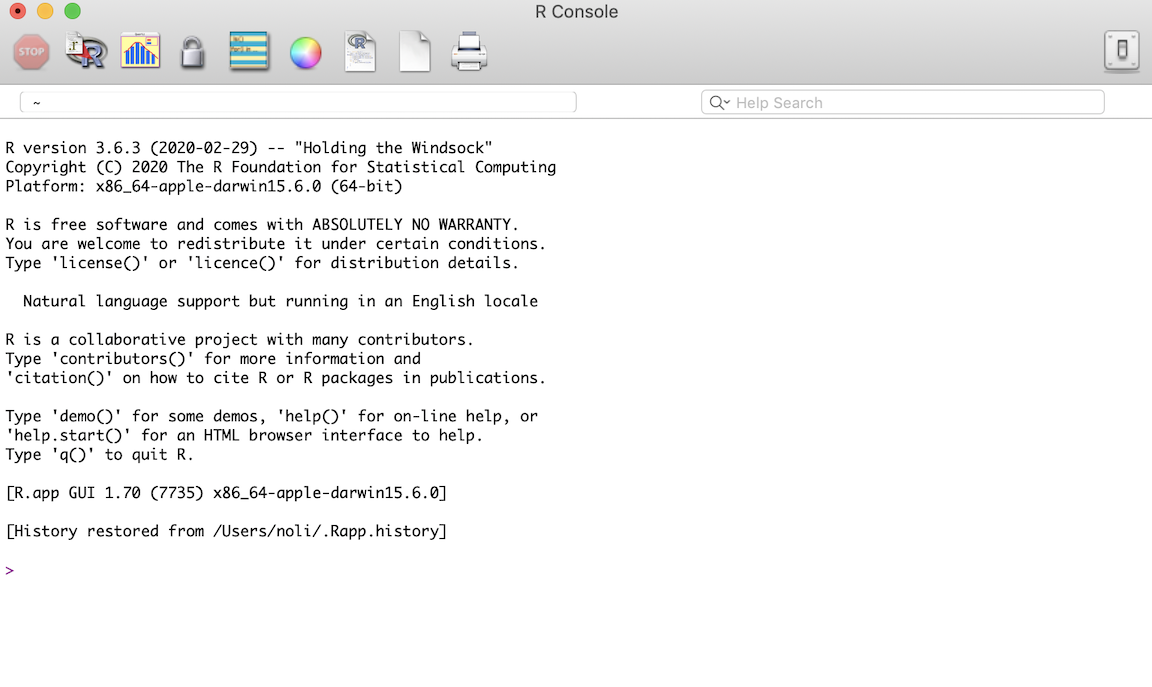 R Console
STOP
~
Help Search
R version 3.6.3 (2020-02-29) -- "Holding the Windsock"
Copyright (C) 2020 The R Foundation for Statistical Computing
Platform: x86_64-apple-darwin15.6.0 (64-bit)
R is free software and comes with ABSOLUTELY NO WARRANTY.
You are welcome to redistribute it under certain conditions.
Type 'license()' or 'licence()' for distribution details.
Natural language support but running in an English locale
R is a collaborative project with many contributors.
Type 'contributors()' for more information and
'citation()' on how to cite R or R packages in publications.
Type 'demo()' for some demos, 'help()' for on-line help, or
'help.start()' for an HTML browser interface to help.
Type 'q()' to quit R.
[R.app GUI 1.70 (7735) x86_64-apple-darwin15.6.0]
[History restored from /Users/noli/.Rapp.history]
>